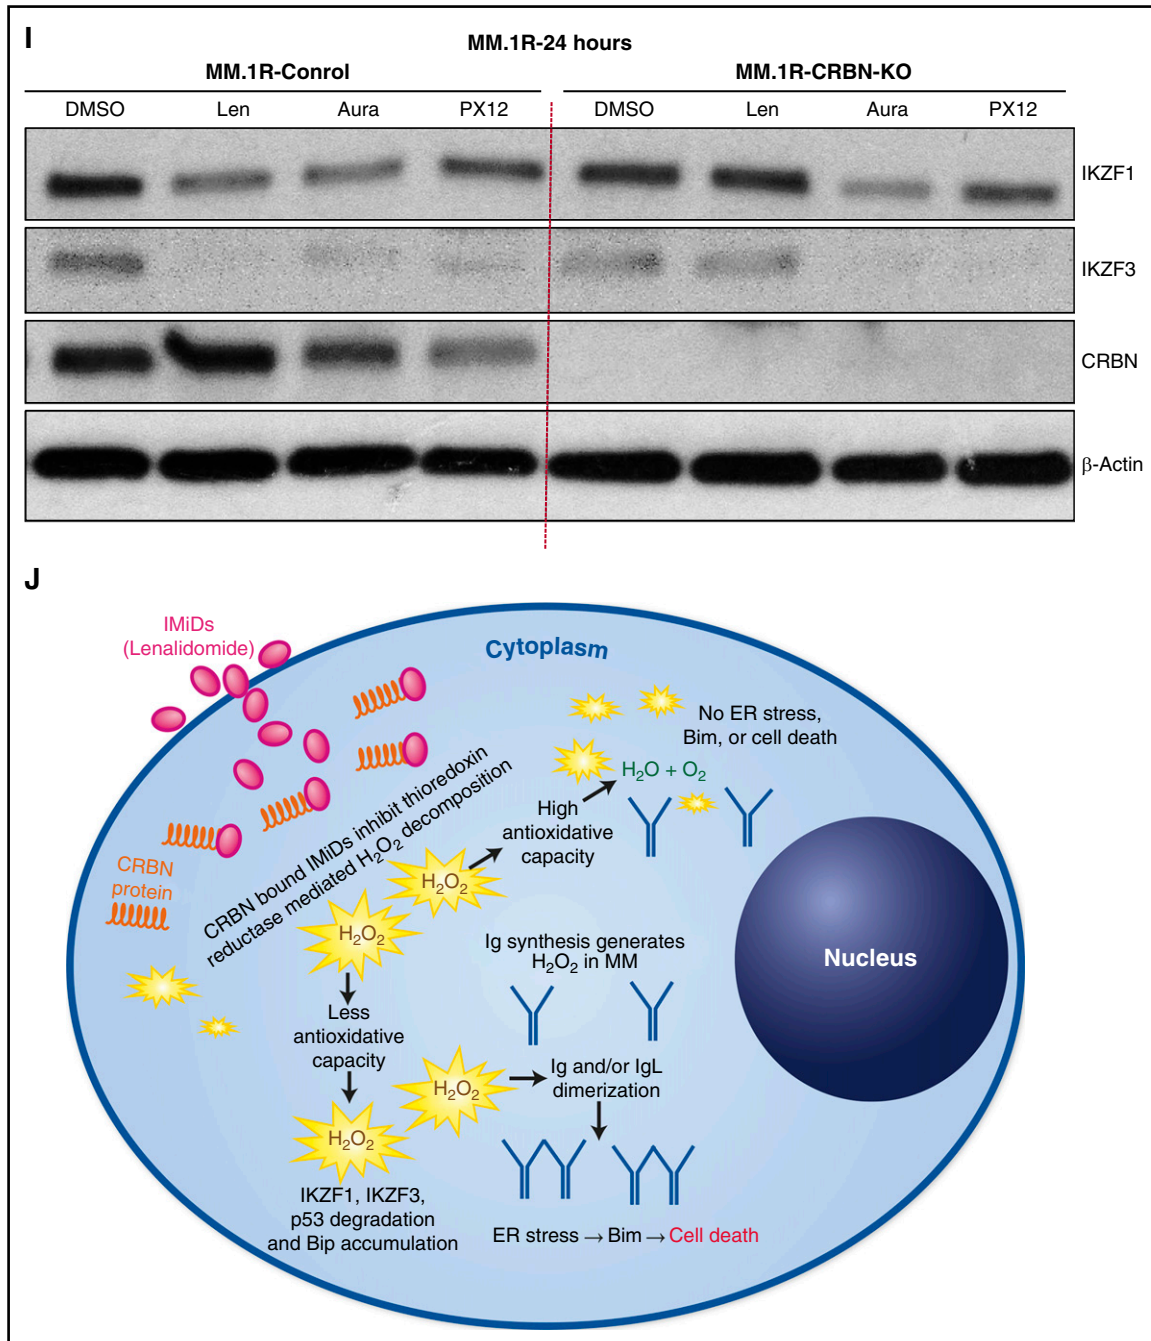 I
MM.1R-24 hours
MM.1R-Conrol
MM.1R-CRBN-KO
DMSO Len Aura PX12 DMSO Len Aura PX12
IKZF1
IKZF3
CRBN
β-Actin
J
IMiDs
(Lenalidomide)
Cytoplasm
No ER stress,
Bim, or cell death
H₂O + O₂
High
antioxidative
capacity
CRBN bound IMiDs inhibit thioredoxin
reductase mediated H₂O₂ decomposition
CRBN
protein
H₂O₂
H₂O₂
Ig synthesis generates
H₂O₂ in MM
Nucleus
Less
antioxidative
capacity
H₂O₂
Ig and/or IgL
dimerization
H₂O₂
IKZF1, IKZF3,
p53 degradation
and Bip accumulation
ER stress → Bim → Cell death